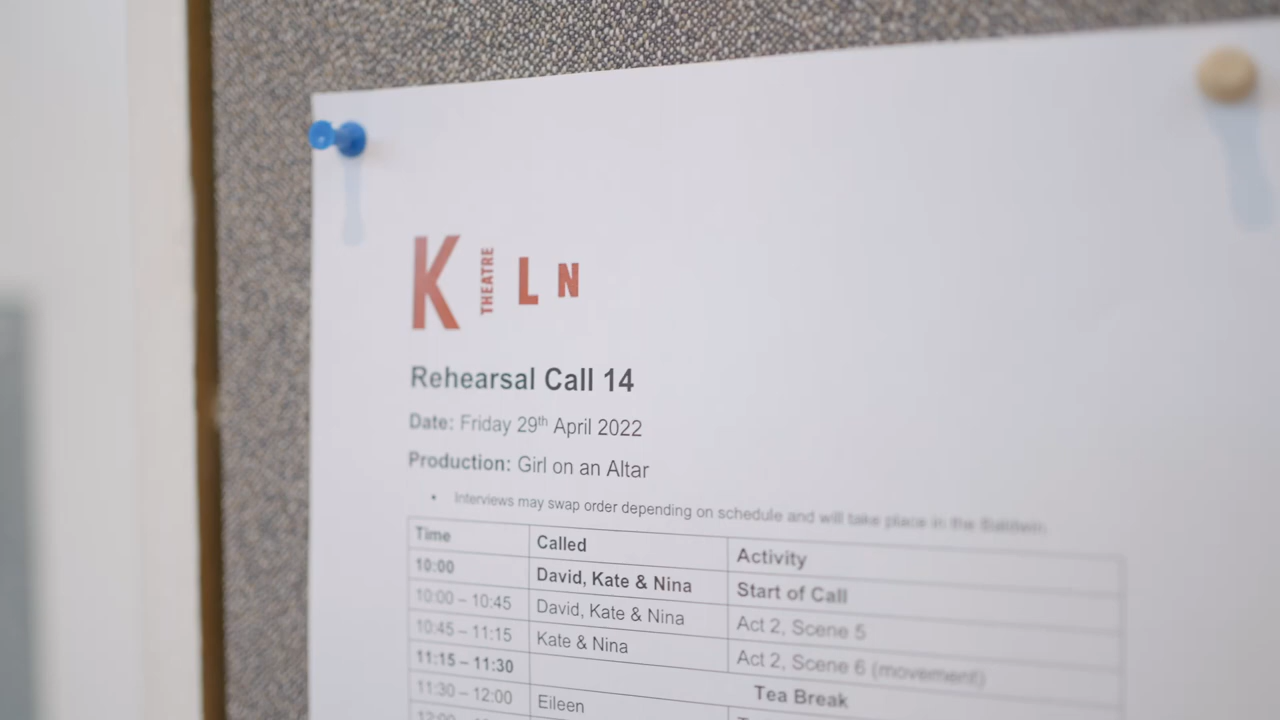 KILN
THEATRE
Rehearsal Call 14
Date: Friday 29th April 2022
Production: Girl on an Altar
• Interviews may swap order depending on schedule and will take place in the Baldwin.
Time Called Activity
10:00 David, Kate & Nina Start of Call
10:00 – 10:45 David, Kate & Nina Act 2, Scene 5
10:45 – 11:15 Kate & Nina Act 2, Scene 6 (movement)
11:15 – 11:30 Tea Break
11:30 – 12:00 Eileen